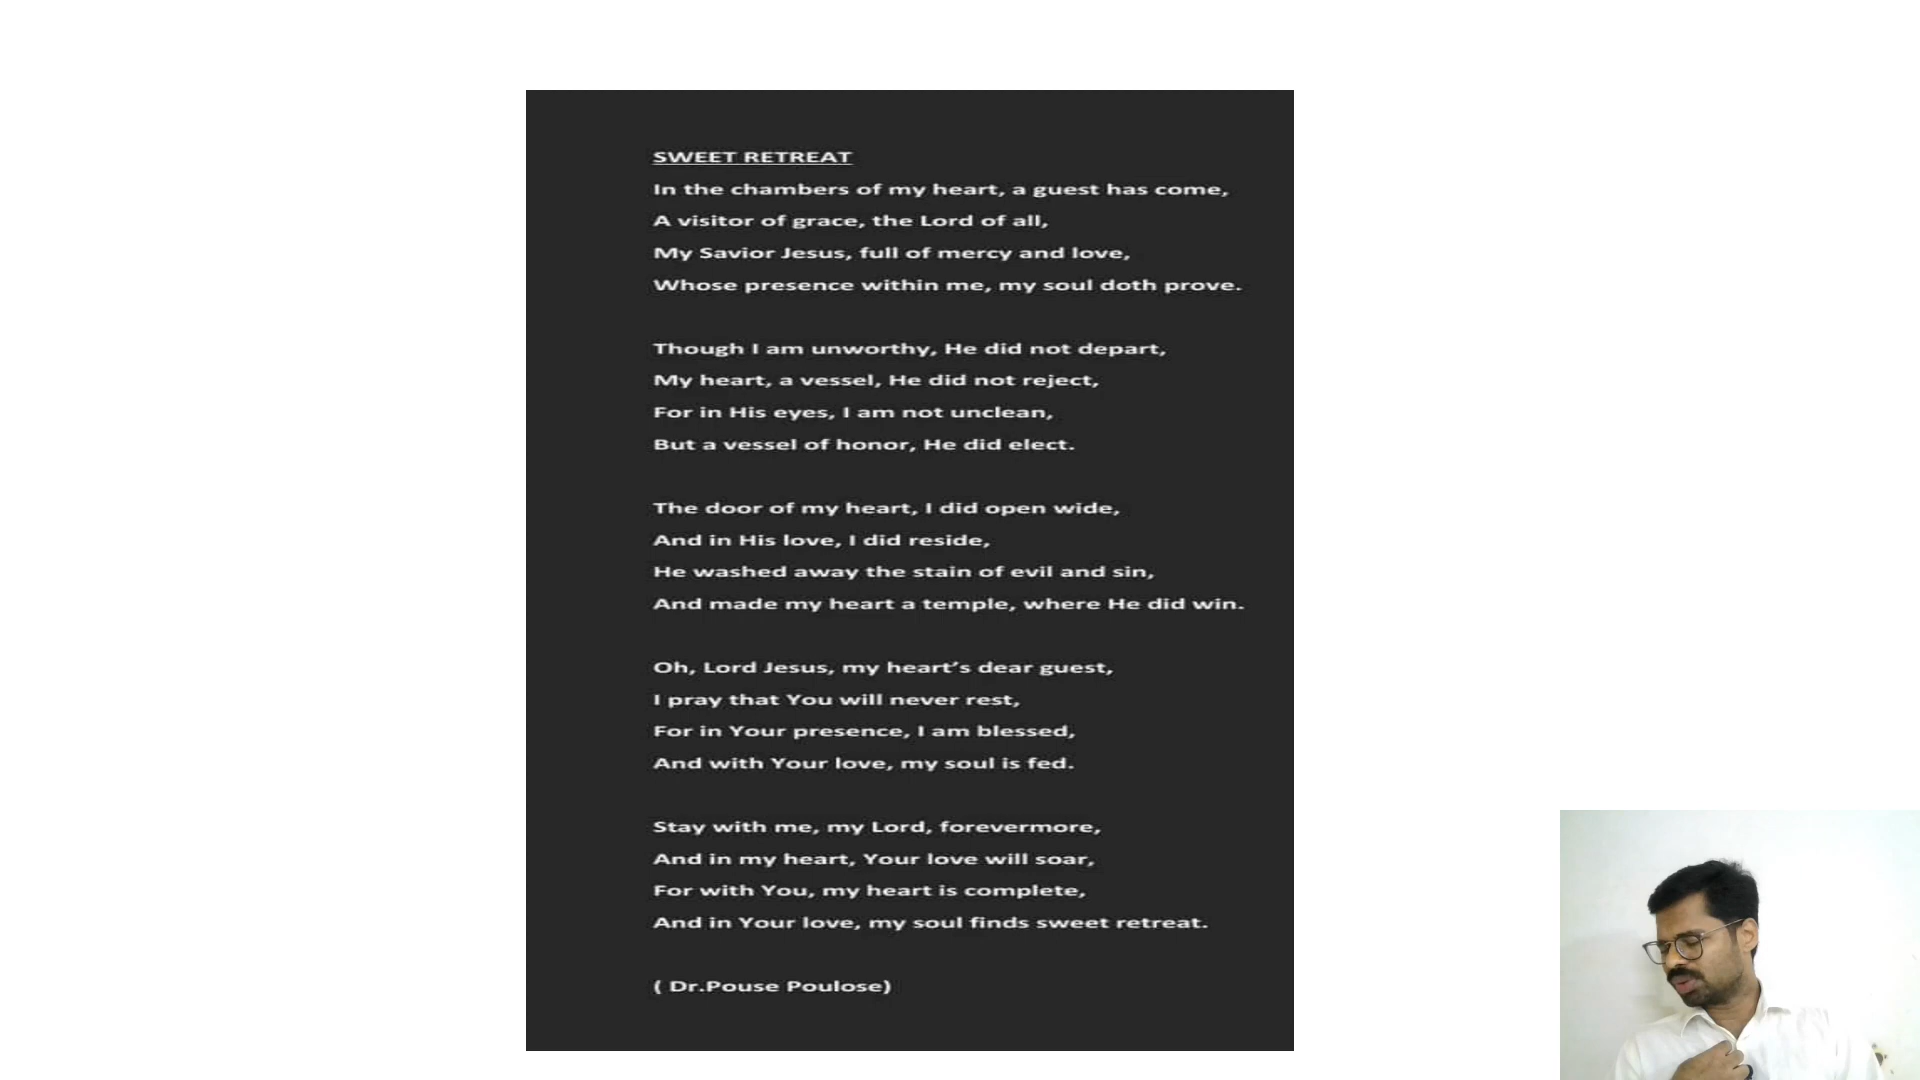 SWEET RETREAT
In the chambers of my heart, a guest has come,
A visitor of grace, the Lord of all,
My Savior Jesus, full of mercy and love,
Whose presence within me, my soul doth prove.
Though I am unworthy, He did not depart,
My heart, a vessel, He did not reject,
For in His eyes, I am not unclean,
But a vessel of honor, He did elect.
The door of my heart, I did open wide,
And in His love, I did reside,
He washed away the stain of evil and sin,
And made my heart a temple, where He did win.
Oh, Lord Jesus, my heart’s dear guest,
I pray that You will never rest,
For in Your presence, I am blessed,
And with Your love, my soul is fed.
Stay with me, my Lord, forevermore,
And in my heart, Your love will soar,
For with You, my heart is complete,
And in Your love, my soul finds sweet retreat.
( Dr.Pouse Poulose)